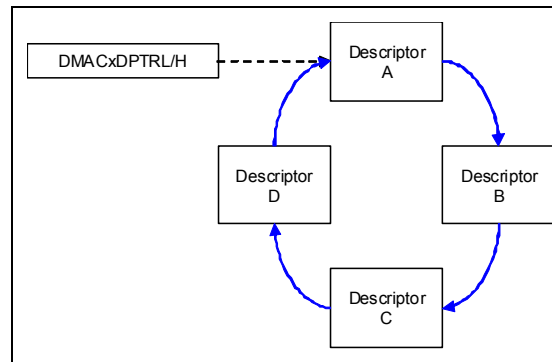 DMACxDPTRL/H
Descriptor
A
Descriptor
D
Descriptor
B
Descriptor
C